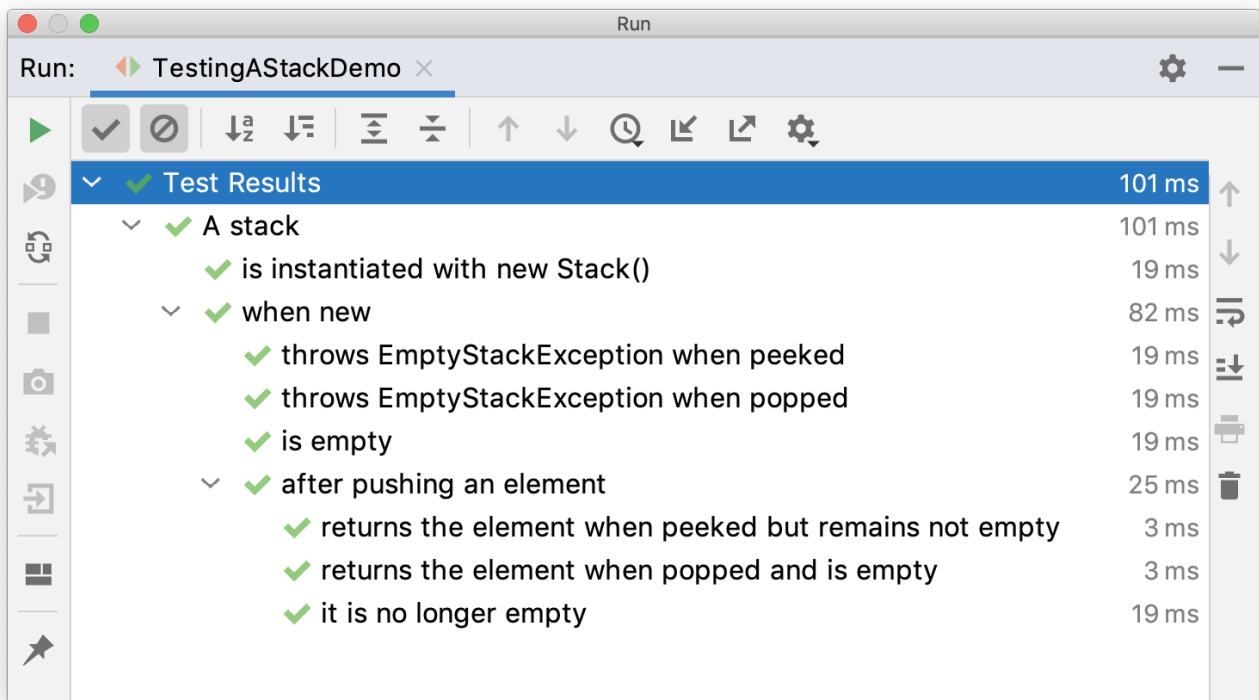 Run
Run: TestingAStackDemo
Test Results 101 ms
A stack 101 ms
is instantiated with new Stack() 19 ms
when new 82 ms
throws EmptyStackException when peeked 19 ms
throws EmptyStackException when popped 19 ms
is empty 19 ms
after pushing an element 25 ms
returns the element when peeked but remains not empty 3 ms
returns the element when popped and is empty 3 ms
it is no longer empty 19 ms